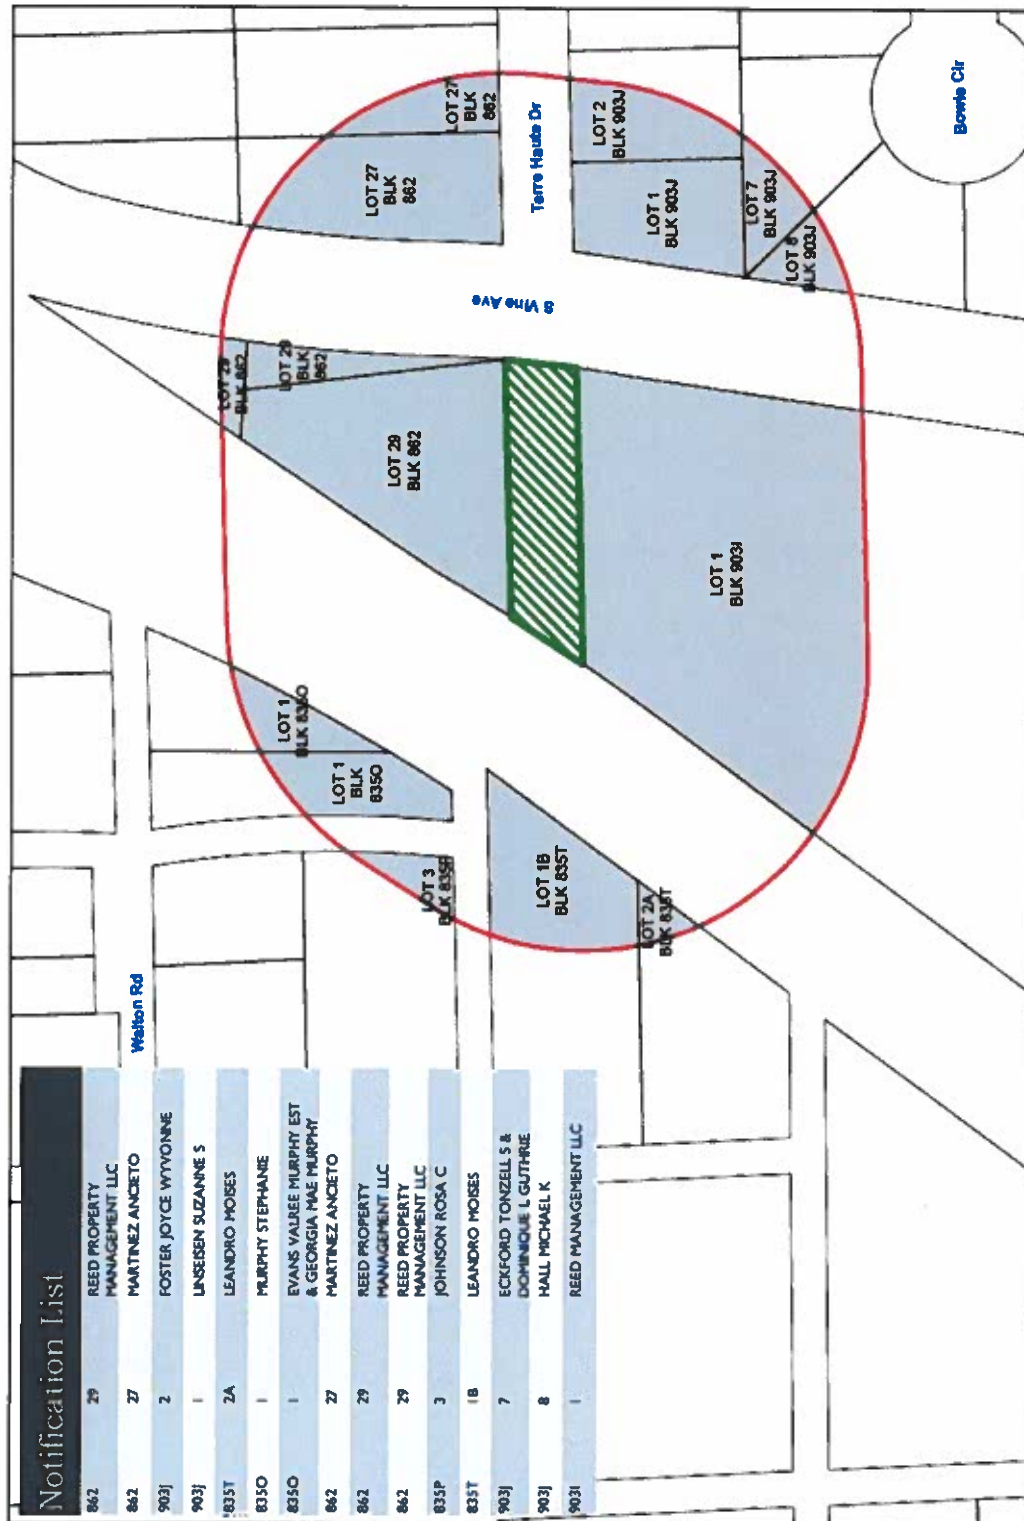 Notification List
862 29 REED PROPERTY
MANAGEMENT LLC
862 27 MARTINEZ ANCIETO
903J 2 FOSTER JOYCE WYVONNE
903J 1 UNSEISEN SUZANNE S
835T 2A LEANDRO MOISES
835O 1 MURPHY STEPHANIE
835O 1 EVANS VALREE MURPHY EST
& GEORGIA MAE MURPHY
862 27 MARTINEZ ANCIETO
862 29 REED PROPERTY
MANAGEMENT LLC
862 29 REED PROPERTY
MANAGEMENT LLC
835P 3 JOHNSON ROSA C
835T 1B LEANDRO MOISES
903J 7 ECKFORD TONZELL S &
DOMINIQUE L GUTHRIE
903J 8 HALL MICHAEL K
903I 1 REED MANAGEMENT LLC
Walton Rd
LOT 1
BLK 835O
LOT 1
BLK
835O
LOT 3
BLK 835P
LOT 1B
BLK 835T
LOT 2A
BLK 835T
LOT 29
BLK 862
LOT 29
BLK
862
LOT 29
BLK 862
LOT 1
BLK 903I
S Vine Ave
LOT 27
BLK
862
LOT 27
BLK
862
Terre Haute Dr
LOT 2
BLK 903J
LOT 1
BLK 903J
LOT 7
BLK 903J
LOT 8
BLK 903J
Bowie Cir